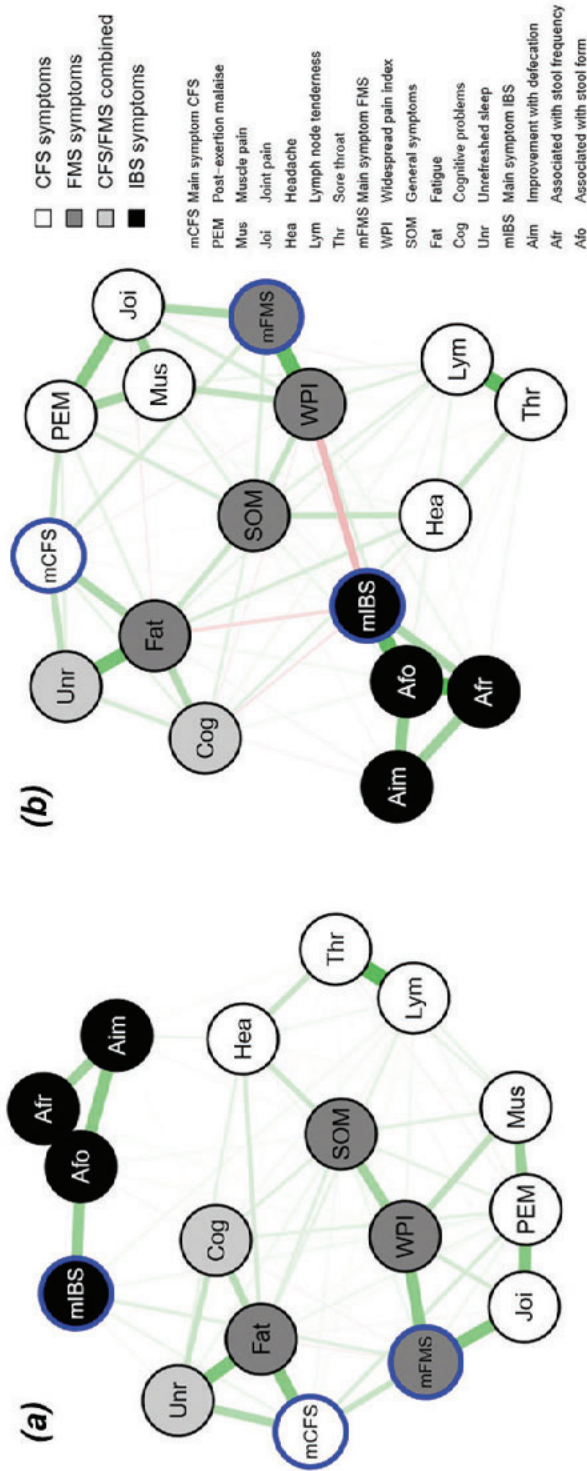 (a)
mIBS
Afo
Afr
Aim
Unr
Cog
Fat
mCFS
SOM
Hea
Thr
Lym
WPI
mFMS
Joi
PEM
Mus
(b)
Unr
mCFS
PEM
Joi
Mus
Fat
Cog
SOM
WPI
mFMS
mIBS
Afo
Aim
Afr
Hea
Lym
Thr
CFS symptoms
FMS symptoms
CFS/FMS combined
IBS symptoms
mCFS Main symptom CFS
PEM Post-exertion malaise
Mus Muscle pain
Joi Joint pain
Hea Headache
Lym Lymph node tenderness
Thr Sore throat
mFMS Main symptom FMS
WPI Widespread pain index
SOM General symptoms
Fat Fatigue
Cog Cognitive problems
Unr Unrefreshed sleep
mIBS Main symptom IBS
Aim Improvement with defecation
Afr Associated with stool frequency
Afo Associated with stool form